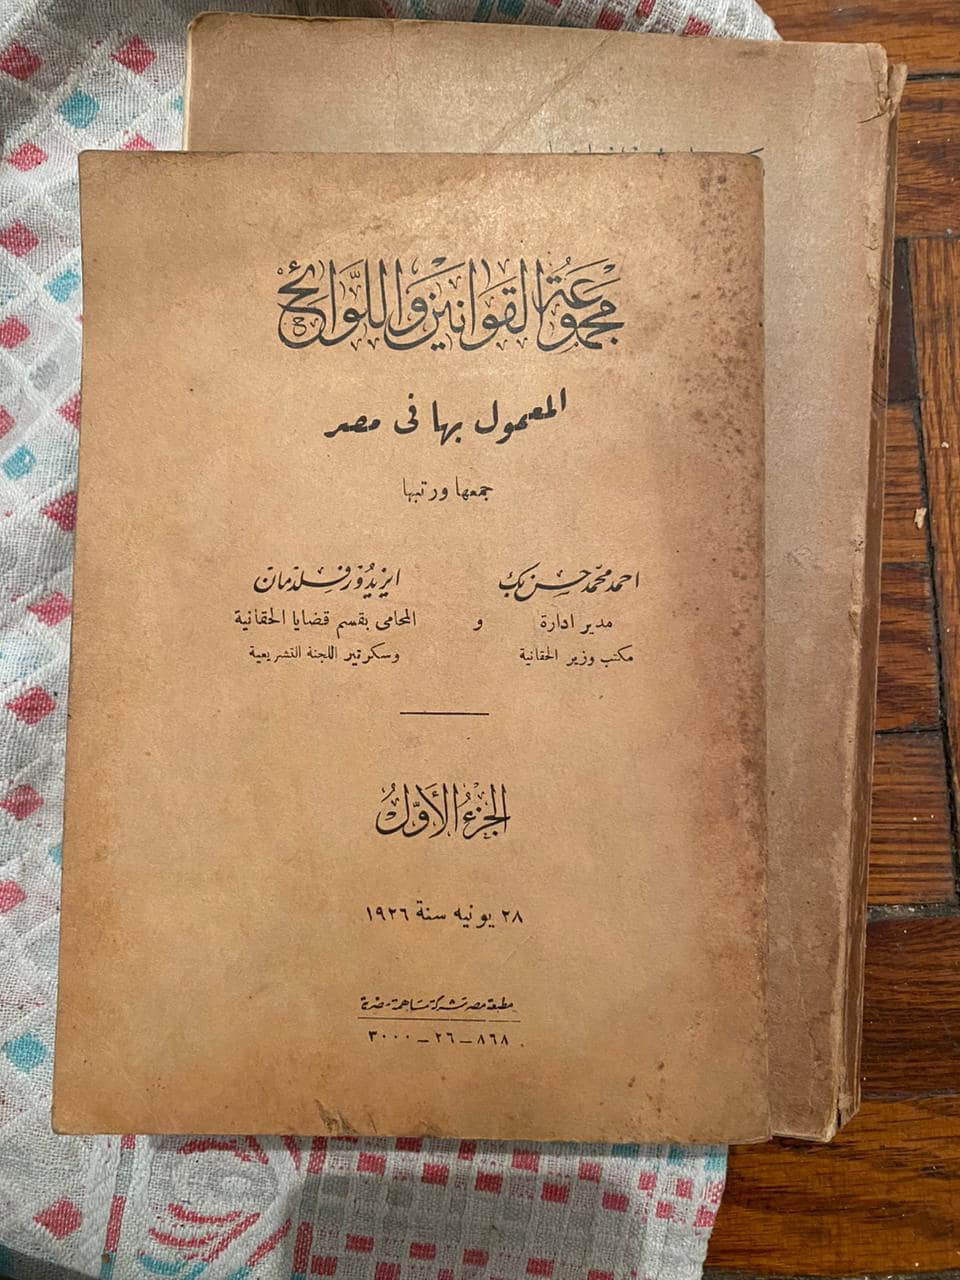 مجموعة القوانين واللوائح
المعمول بها فى مصر
جمعها ورتبها
احمد محمد حسن بك
مدير ادارة
مكتب وزير الحقانية
و
ايزيدور فلدمان
المحامى بقسم قضايا الحقانية
وسكرتير اللجنة التشريعية
الجزء الأول
٢٨ يونيه سنة ١٩٢٦
مطبعة مصر شركة مساهمة مصرية
٨٦٨ – ٢٦ – ٣٠٠٠